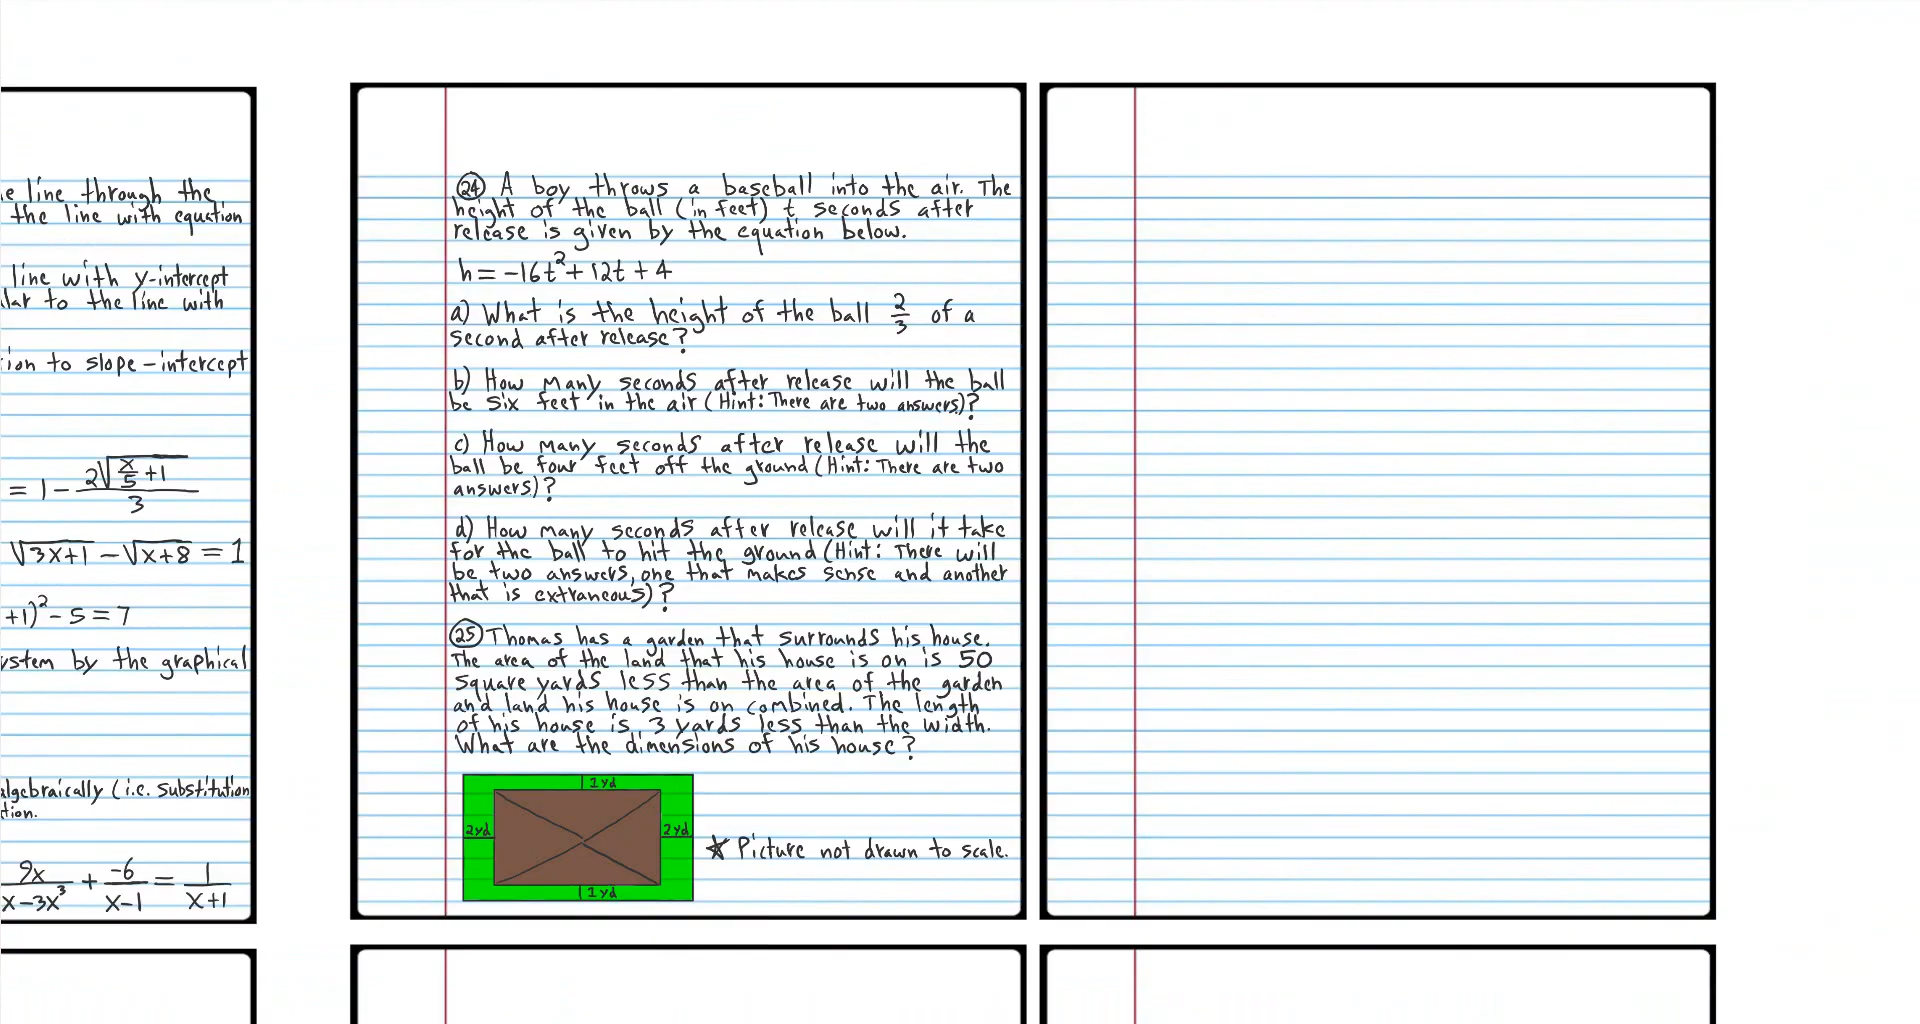 e line through the
the line with equation
line with y-intercept
lar to the line with
ion to slope-intercept
= 1 - 2√(x/5 + 1)/3
√(3x+1) - √(x+8) = 1
+1)² - 5 = 7
ystem by the graphical
algebraically (i.e. substitution
tion.
9x/(x-3x³) + -6/(x-1) = 1/(x+1)
24 A boy throws a baseball into the air. The
height of the ball (in feet) t seconds after
release is given by the equation below.
h = -16t² + 12t + 4
a) What is the height of the ball 2/3 of a
second after release?
b) How many seconds after release will the ball
be six feet in the air (Hint: There are two answers)?
c) How many seconds after release will the
ball be four feet off the ground (Hint: There are two
answers)?
d) How many seconds after release will it take
for the ball to hit the ground (Hint: There will
be two answers, one that makes sense and another
that is extraneous)?
25 Thomas has a garden that surrounds his house.
The area of the land that his house is on is 50
square yards less than the area of the garden
and land his house is on combined. The length
of his house is 3 yards less than the width.
What are the dimensions of his house?
1 yd
2 yd
2 yd
1 yd
★ Picture not drawn to scale.